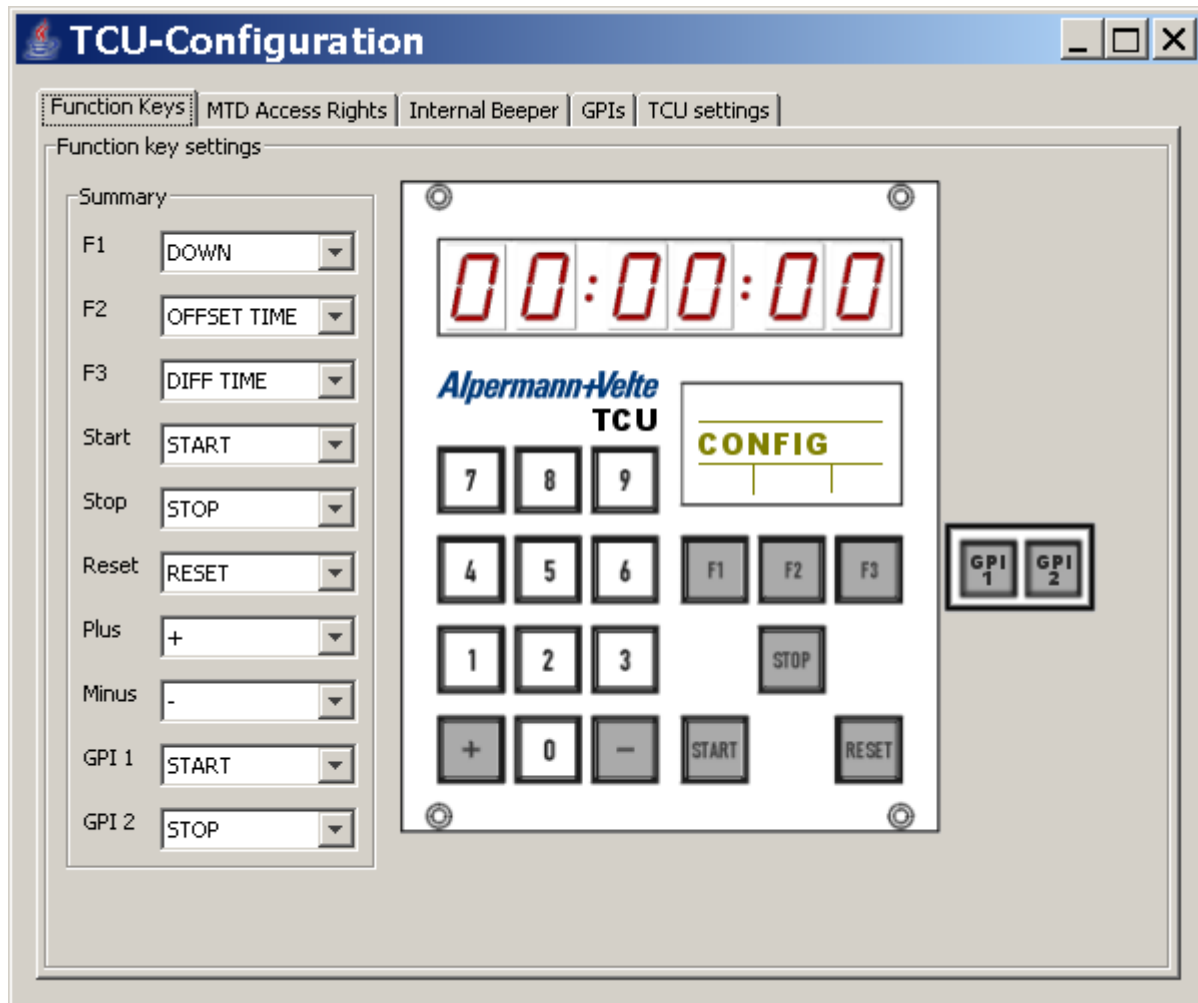 TCU-Configuration
Function Keys MTD Access Rights Internal Beeper GPIs TCU settings
Function key settings
Summary
F1 DOWN
F2 OFFSET TIME
F3 DIFF TIME
Start START
Stop STOP
Reset RESET
Plus +
Minus -
GPI 1 START
GPI 2 STOP
00:00:00
Alpermann+Velte
TCU
CONFIG
7 8 9
4 5 6 F1 F2 F3
1 2 3 STOP
+ 0 - START RESET
GPI 1 GPI 2